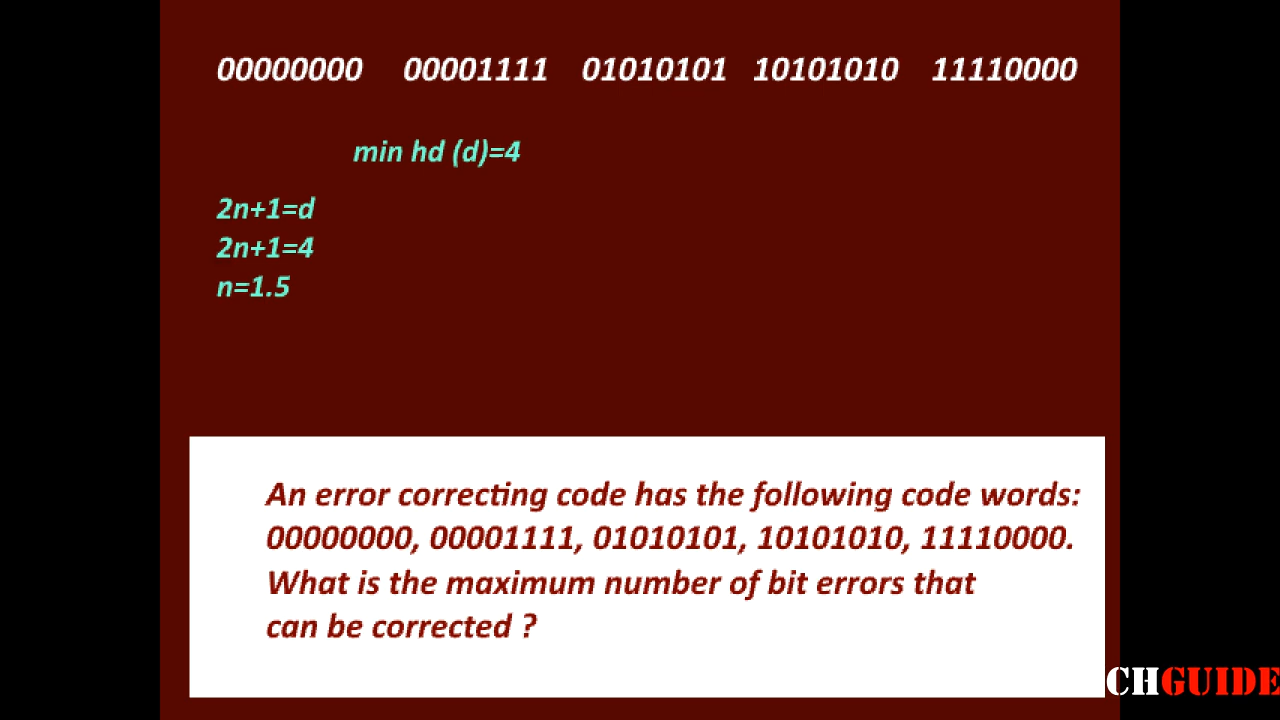 00000000 00001111 01010101 10101010 11110000
min hd (d)=4
2n+1=d
2n+1=4
n=1.5
An error correcting code has the following code words:
00000000, 00001111, 01010101, 10101010, 11110000.
What is the maximum number of bit errors that
can be corrected ?
CHGUIDE